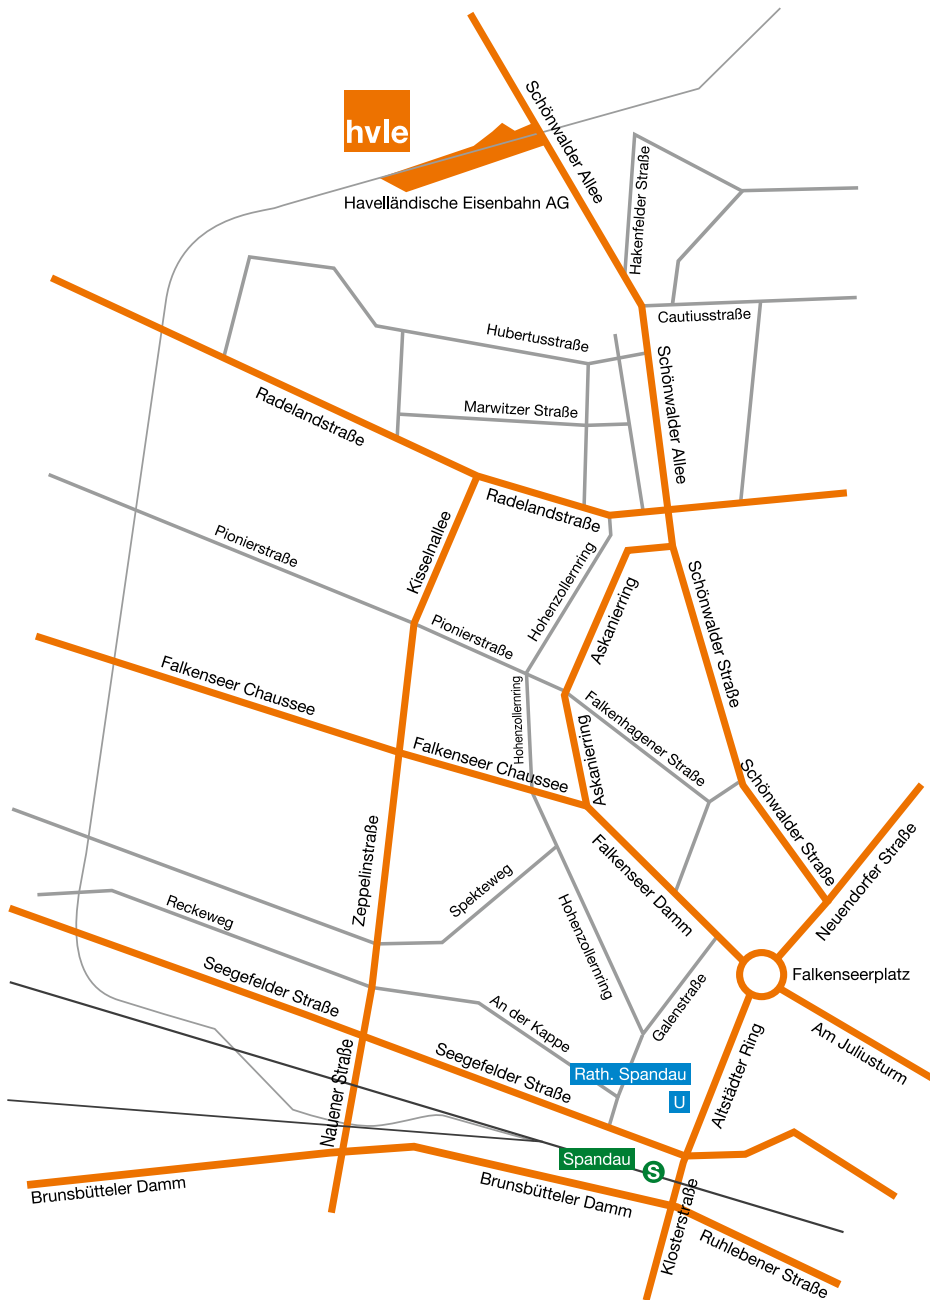 Schönwalder Allee
hvle
Havelländische Eisenbahn AG
Hakenfelder Straße
Cautiusstraße
Hubertusstraße
Schönwalder Allee
Marwitzer Straße
Radelandstraße
Radelandstraße
Pionierstraße
Kisselnallee
Hohenzollernring
Schönwalder Straße
Askanierring
Pionierstraße
Falkenseer Chaussee
Hohenzollernring
Falkenhagener Straße
Askanierring
Falkenseer Chaussee
Schönwalder Straße
Neuendorfer Straße
Zeppelinstraße
Falkenseer Damm
Spekteweg
Reckeweg
Hohenzollernring
Falkenseerplatz
Seegefelder Straße
Galenstraße
An der Kappe
Am Juliusturm
Altstädter Ring
Seegefelder Straße
Nauener Straße
Rath. Spandau
U
Spandau
S
Brunsbütteler Damm
Brunsbütteler Damm
Klosterstraße
Ruhlebener Straße